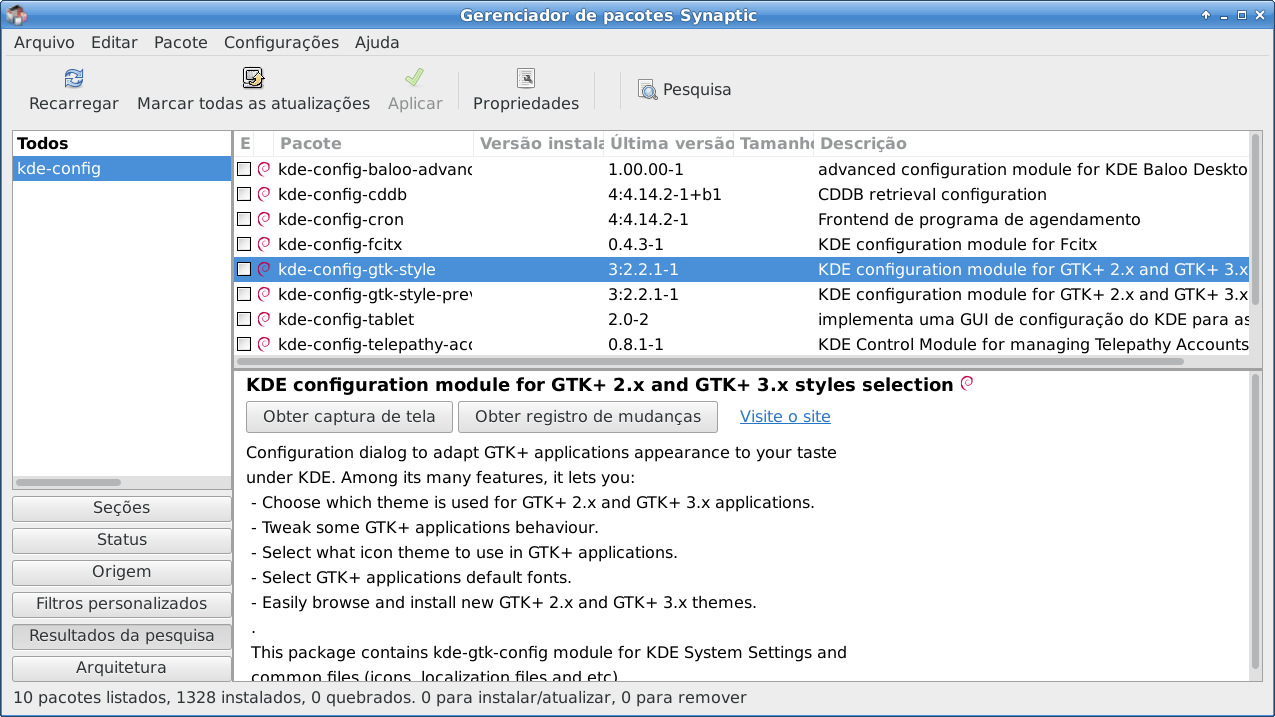 Gerenciador de pacotes Synaptic
Arquivo Editar Pacote Configurações Ajuda
Recarregar Marcar todas as atualizações Aplicar Propriedades Pesquisa
Todos
kde-config
E Pacote Versão instala Última versão Tamanho Descrição
kde-config-baloo-advanc 1.00.00-1 advanced configuration module for KDE Baloo Deskto
kde-config-cddb 4:4.14.2-1+b1 CDDB retrieval configuration
kde-config-cron 4:4.14.2-1 Frontend de programa de agendamento
kde-config-fcitx 0.4.3-1 KDE configuration module for Fcitx
kde-config-gtk-style 3:2.2.1-1 KDE configuration module for GTK+ 2.x and GTK+ 3.x
kde-config-gtk-style-prev 3:2.2.1-1 KDE configuration module for GTK+ 2.x and GTK+ 3.x
kde-config-tablet 2.0-2 implementa uma GUI de configuração do KDE para as
kde-config-telepathy-acc 0.8.1-1 KDE Control Module for managing Telepathy Accounts
KDE configuration module for GTK+ 2.x and GTK+ 3.x styles selection
Obter captura de tela Obter registro de mudanças Visite o site
Configuration dialog to adapt GTK+ applications appearance to your taste
under KDE. Among its many features, it lets you:
- Choose which theme is used for GTK+ 2.x and GTK+ 3.x applications.
- Tweak some GTK+ applications behaviour.
- Select what icon theme to use in GTK+ applications.
- Select GTK+ applications default fonts.
- Easily browse and install new GTK+ 2.x and GTK+ 3.x themes.
.
This package contains kde-gtk-config module for KDE System Settings and
common files (icons, localization files and etc)
Seções
Status
Origem
Filtros personalizados
Resultados da pesquisa
Arquitetura
10 pacotes listados, 1328 instalados, 0 quebrados. 0 para instalar/atualizar, 0 para remover